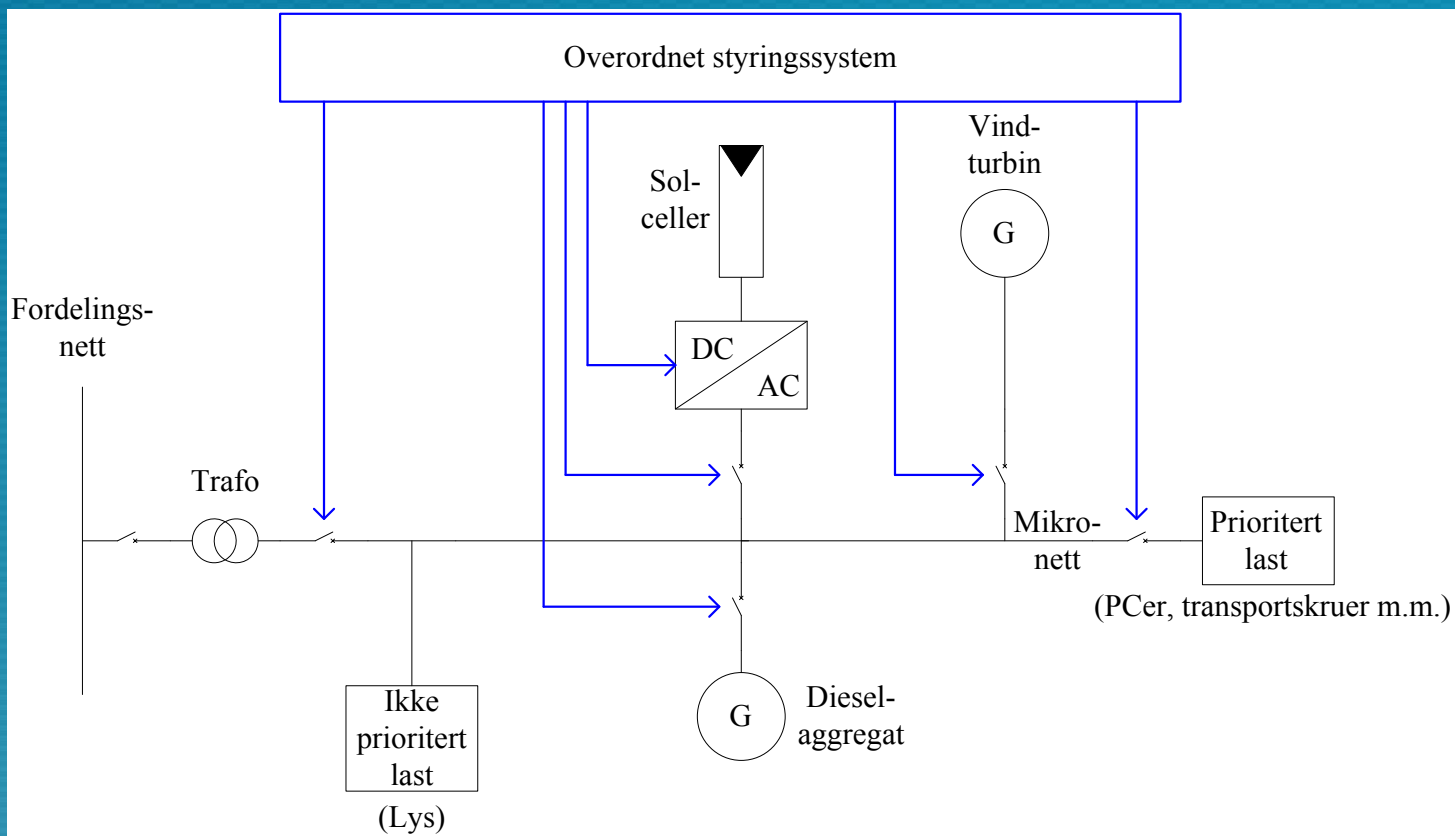 Overordnet styringssystem
Vind-
turbin
Sol-
celler
G
Fordelings-
nett
DC
AC
Trafo
Mikro-
nett
Prioritert
last
(PCer, transportskruer m.m.)
Ikke
prioritert
last
(Lys)
G
Diesel-
aggregat